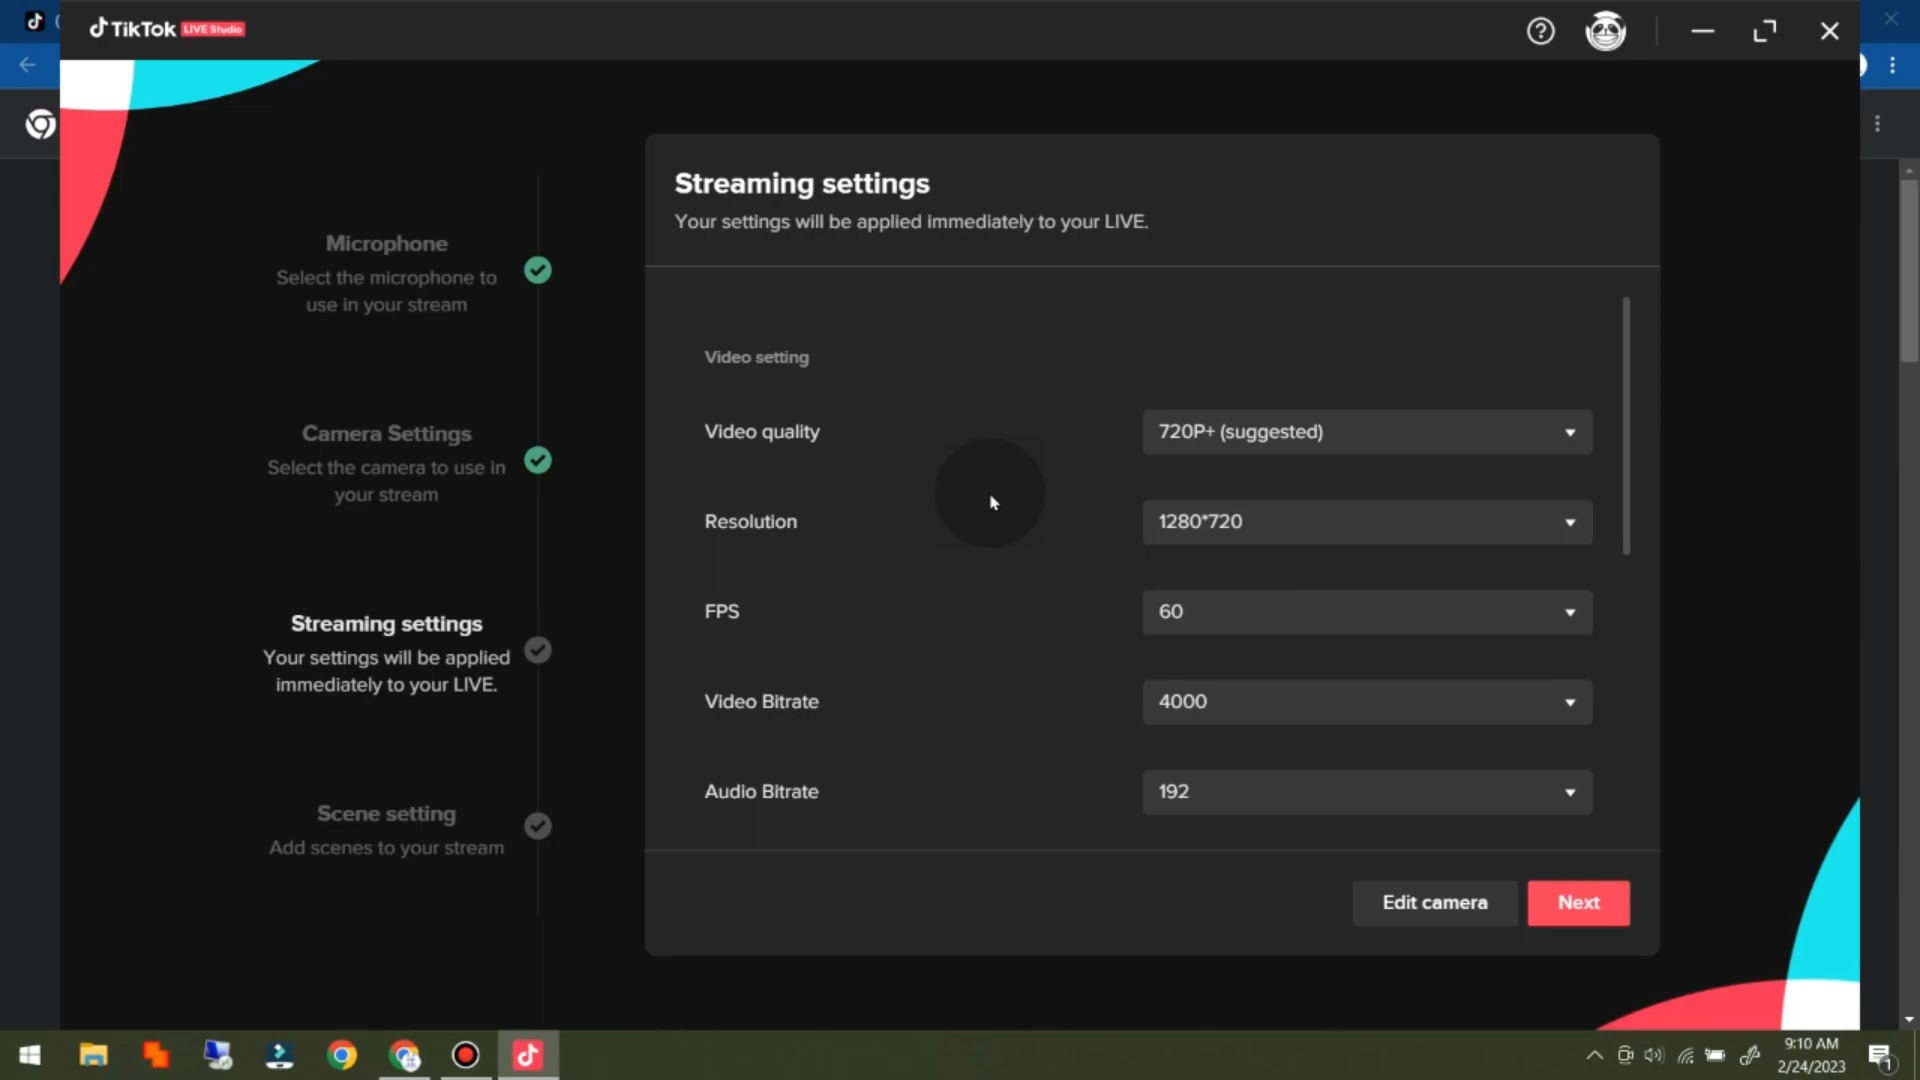 TikTok LIVE Studio
Microphone
Select the microphone to
use in your stream
Camera Settings
Select the camera to use in
your stream
Streaming settings
Your settings will be applied
immediately to your LIVE.
Scene setting
Add scenes to your stream
Streaming settings
Your settings will be applied immediately to your LIVE.
Video setting
Video quality
720P+ (suggested)
Resolution
1280*720
FPS
60
Video Bitrate
4000
Audio Bitrate
192
Edit camera
Next
9:10 AM
2/24/2023
1